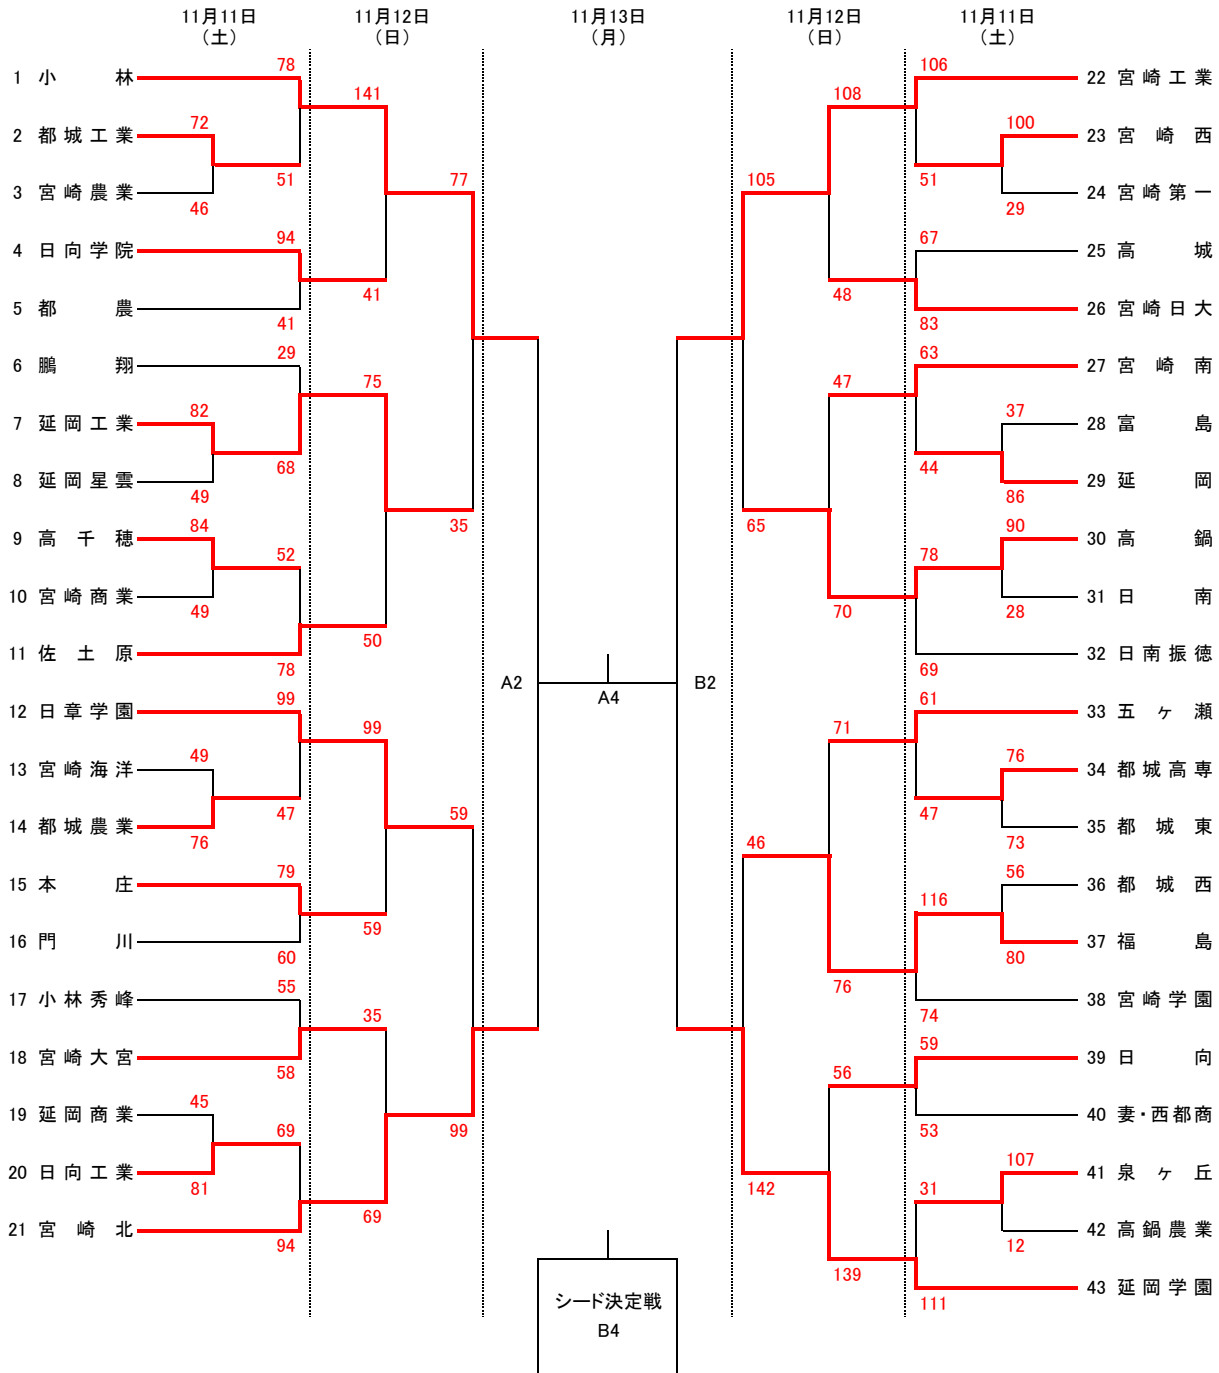 11月11日
（土）
11月12日
（日）
11月13日
（月）
11月12日
（日）
11月11日
（土）
1 小林
78
2 都城工業
72
51
3 宮崎農業
46
141
4 日向学院
94
5 都農
41
41
77
6 鵬翔
29
7 延岡工業
82
68
8 延岡星雲
49
75
9 高千穂
84
52
10 宮崎商業
49
11 佐土原
78
50
35
12 日章学園
99
13 宮崎海洋
49
47
14 都城農業
76
99
15 本庄
79
16 門川
60
59
59
17 小林秀峰
55
18 宮崎大宮
58
35
19 延岡商業
45
69
20 日向工業
81
21 宮崎北
94
69
99
A2
A4
B2
シード決定戦
B4
22 宮崎工業
106
23 宮崎西
100
51
24 宮崎第一
29
108
25 高城
67
26 宮崎日大
83
48
105
27 宮崎南
63
28 富島
37
44
29 延岡
86
47
30 高鍋
90
78
31 日南
28
32 日南振徳
69
70
65
33 五ヶ瀬
61
34 都城高専
76
47
35 都城東
73
71
36 都城西
56
116
37 福島
80
38 宮崎学園
74
76
46
39 日向
59
40 妻・西都商
53
56
41 泉ヶ丘
107
31
42 高鍋農業
12
43 延岡学園
111
139
142